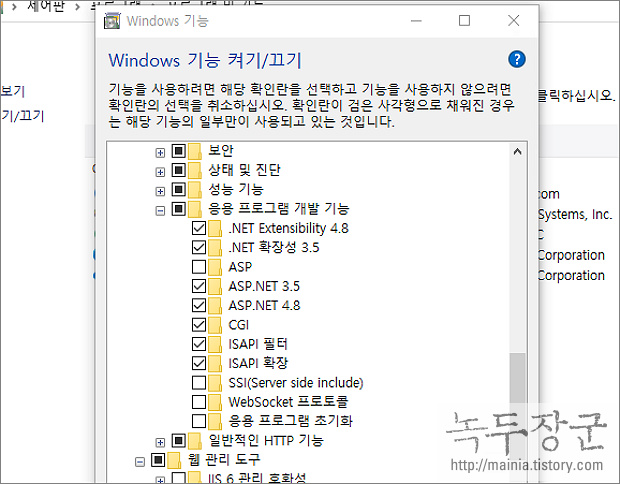 제어판
Windows 기능
Windows 기능 켜기/끄기
?
기능을 사용하려면 해당 확인란을 선택하고 기능을 사용하지 않으려면
확인란의 선택을 취소하십시오. 확인란이 검은 사각형으로 채워진 경우
는 해당 기능의 일부만이 사용되고 있는 것입니다.
보기
기/끄기
클릭하십시오.
보안
상태 및 진단
성능 기능
응용 프로그램 개발 기능
.NET Extensibility 4.8
.NET 확장성 3.5
ASP
ASP.NET 3.5
ASP.NET 4.8
CGI
ISAPI 필터
ISAPI 확장
SSI(Server side include)
WebSocket 프로토콜
응용 프로그램 초기화
일반적인 HTTP 기능
웹 관리 도구
IIS 6 관리 호환성
com
Systems, Inc.
C
Corporation
Corporation
녹두장군
http://mainia.tistory.com